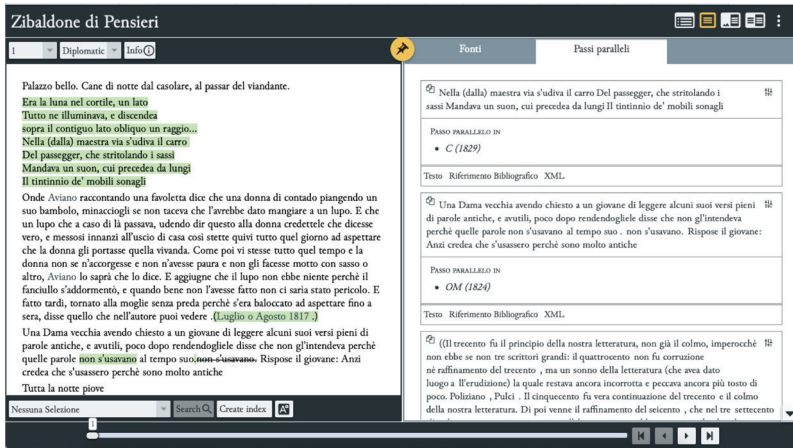 Zibaldone di Pensieri
1
Diplomatic
Info
Fonti
Passi paralleli
Palazzo bello. Cane di notte dal casolare, al passar del viandante.
Era la luna nel cortile, un lato
Tutto ne illuminava, e discendea
sopra il contiguo lato obliquo un raggio...
Nella (dalla) maestra via s'udiva il carro
Del passegger, che stritolando i sassi
Mandava un suon, cui precedea da lungi
Il tintinnio de' mobili sonagli
Onde Aviano raccontando una favoletta dice che una donna di contado piangendo un
suo bambolo, minacciogli se non taceva che l'avrebbe dato mangiare a un lupo. E che
un lupo che a caso di là passava, udendo dir questo alla donna credettele che dicesse
vero, e messosi innanzi all'uscio di casa così stette quivi tutto quel giorno ad aspettare
che la donna gli portasse quella vivanda. Come poi vi stesse tutto quel tempo e la
donna non se n'accorgesse e non n'avesse paura e non gli facesse motto con sasso o
altro, Aviano lo saprà che lo dice. E aggiugne che il lupo non ebbe niente perchè il
fanciullo s'addormentò, e quando bene non l'avesse fatto non ci saria stato pericolo. E
fatto tardi, tornato alla moglie senza preda perchè s'era baloccato ad aspettare fino a
sera, disse quello che nell'autore puoi vedere .(Luglio o Agosto 1817 .)
Una Dama vecchia avendo chiesto a un giovane di leggere alcuni suoi versi pieni di
parole antiche, e avutili, poco dopo rendendogliele disse che non gl'intendeva perchè
quelle parole non s'usavano al tempo suo.non s'usavano. Rispose il giovane: Anzi
credea che s'usassero perchè sono molto antiche
Tutta la notte piove
Nella (dalla) maestra via s'udiva il carro Del passegger, che stritolando i
sassi Mandava un suon, cui precedea da lungi Il tintinnio de' mobili sonagli
Passo parallelo in
• C (1829)
Testo Riferimento Bibliografico XML
Una Dama vecchia avendo chiesto a un giovane di leggere alcuni suoi versi pieni
di parole antiche, e avutili, poco dopo rendendogliele disse che non gl'intendeva
perchè quelle parole non s'usavano al tempo suo . non s'usavano. Rispose il giovane:
Anzi credea che s'usassero perchè sono molto antiche
Passo parallelo in
• OM (1824)
Testo Riferimento Bibliografico XML
((Il trecento fu il principio della nostra letteratura, non già il colmo, imperocchè
non ebbe se non tre scrittori grandi: il quattrocento non fu corruzione
nè raffinamento del trecento , ma un sonno della letteratura (che avea dato
luogo a ll'erudizione) la quale restava ancora incorrotta e peccava ancora più tosto di
poco. Poliziano , Pulci . Il cinquecento fu vera continuazione del trecento e il colmo
della nostra letteratura. Di poi venne il raffinamento del seicento , che nel tre settecento
Nessuna Selezione
Search
Create index
1